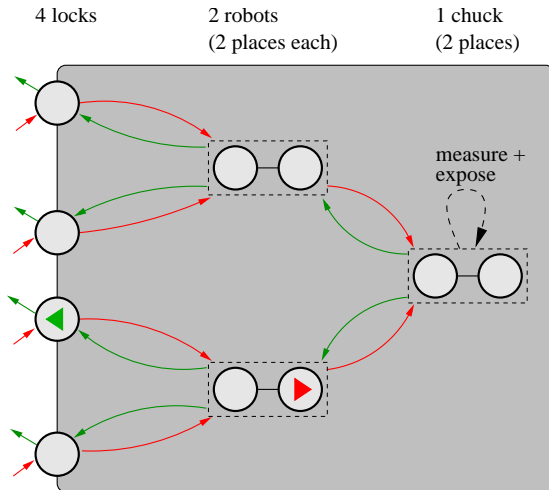 4 locks
2 robots
(2 places each)
1 chuck
(2 places)
measure +
expose